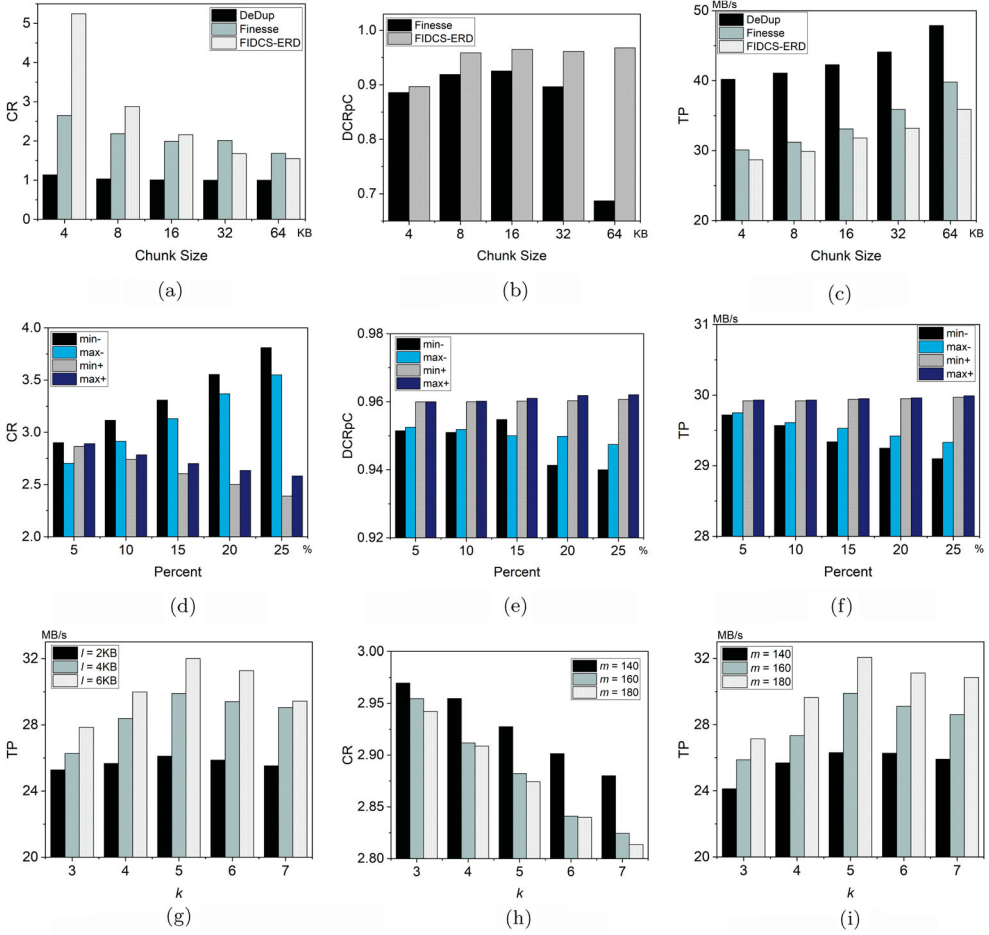 DeDup
Finesse
FIDCS-ERD
5
4
3
2
1
0
CR
4 8 16 32 64 KB
Chunk Size
(a)
Finesse
FIDCS-ERD
1.0
0.9
0.8
0.7
DCRpC
4 8 16 32 64 KB
Chunk Size
(b)
MB/s
DeDup
Finesse
FIDCS-ERD
50
40
30
20
TP
4 8 16 32 64 KB
Chunk Size
(c)
min-
max-
min+
max+
4.0
3.5
3.0
2.5
2.0
CR
5 10 15 20 25 %
Percent
(d)
min-
max-
min+
max+
0.98
0.96
0.94
0.92
DCRpC
5 10 15 20 25 %
Percent
(e)
MB/s
min-
max-
min+
max+
31
30
29
28
TP
5 10 15 20 25 %
Percent
(f)
MB/s
l = 2KB
l = 4KB
l = 6KB
32
28
24
20
TP
3 4 5 6 7
k
(g)
m = 140
m = 160
m = 180
3.00
2.95
2.90
2.85
2.80
CR
3 4 5 6 7
k
(h)
MB/s
m = 140
m = 160
m = 180
32
28
24
20
TP
3 4 5 6 7
k
(i)